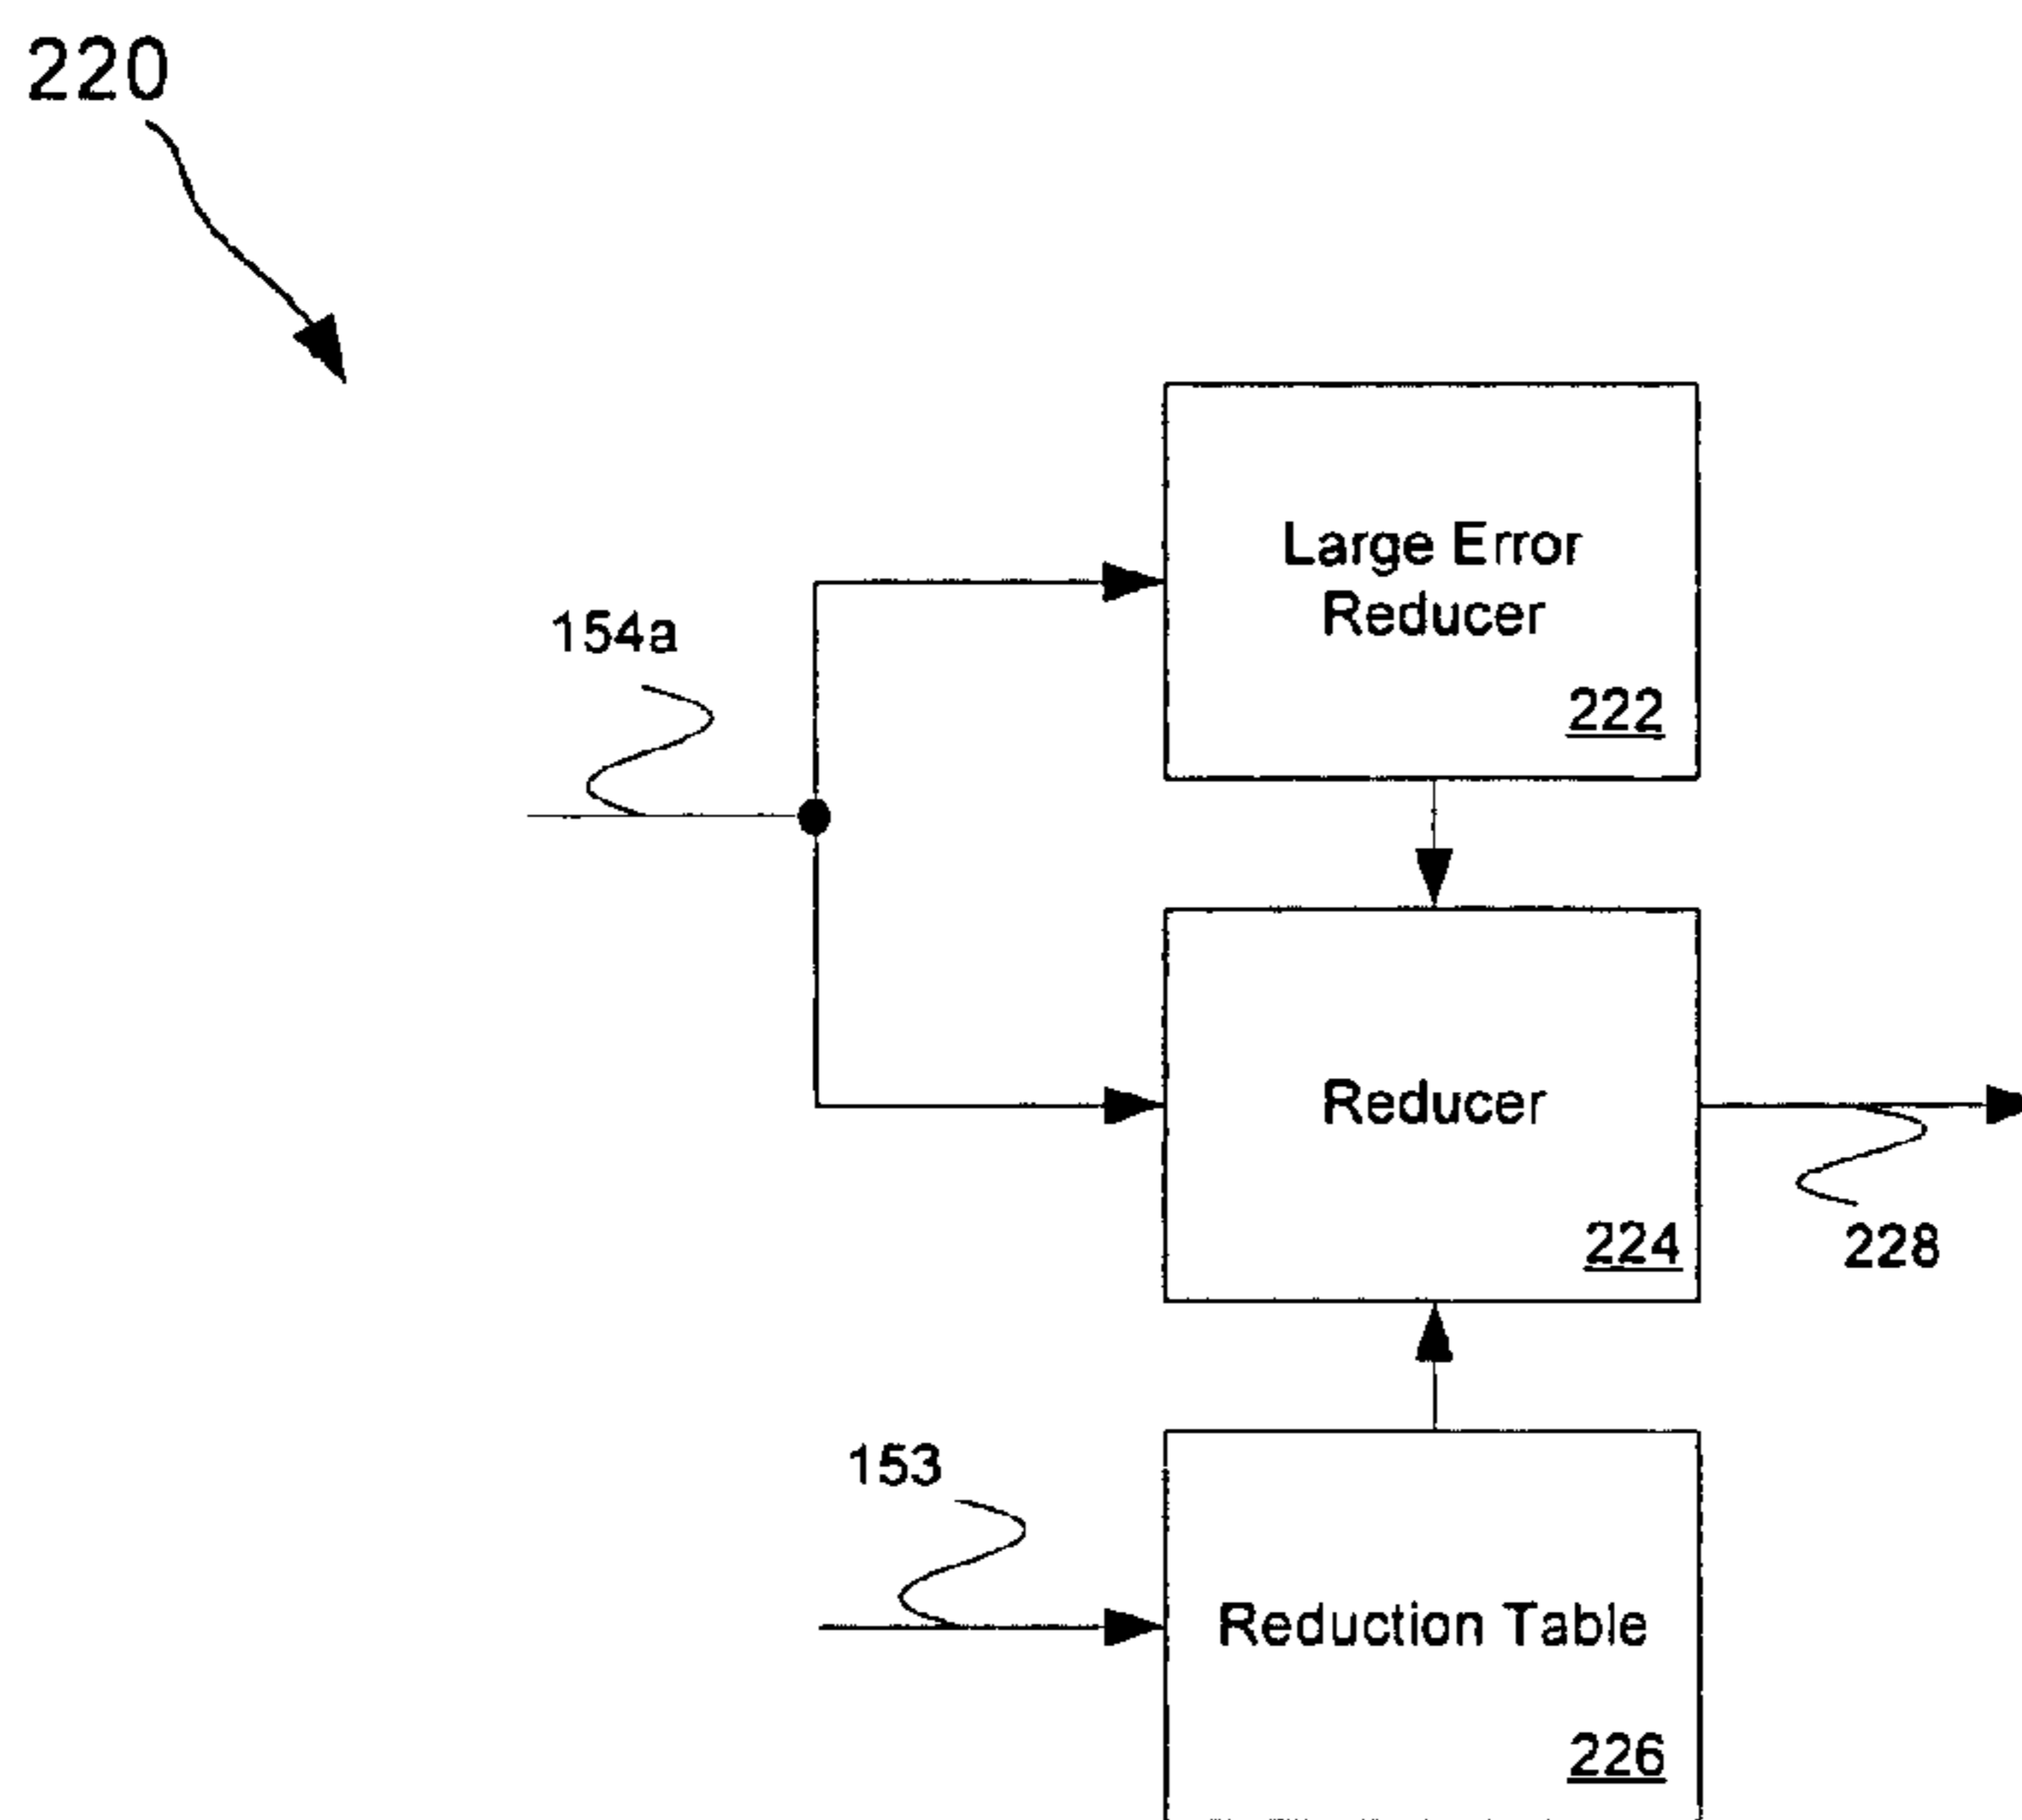 220
Large Error
Reducer
154a
222
Reducer
224
228
153
Reduction Table
226